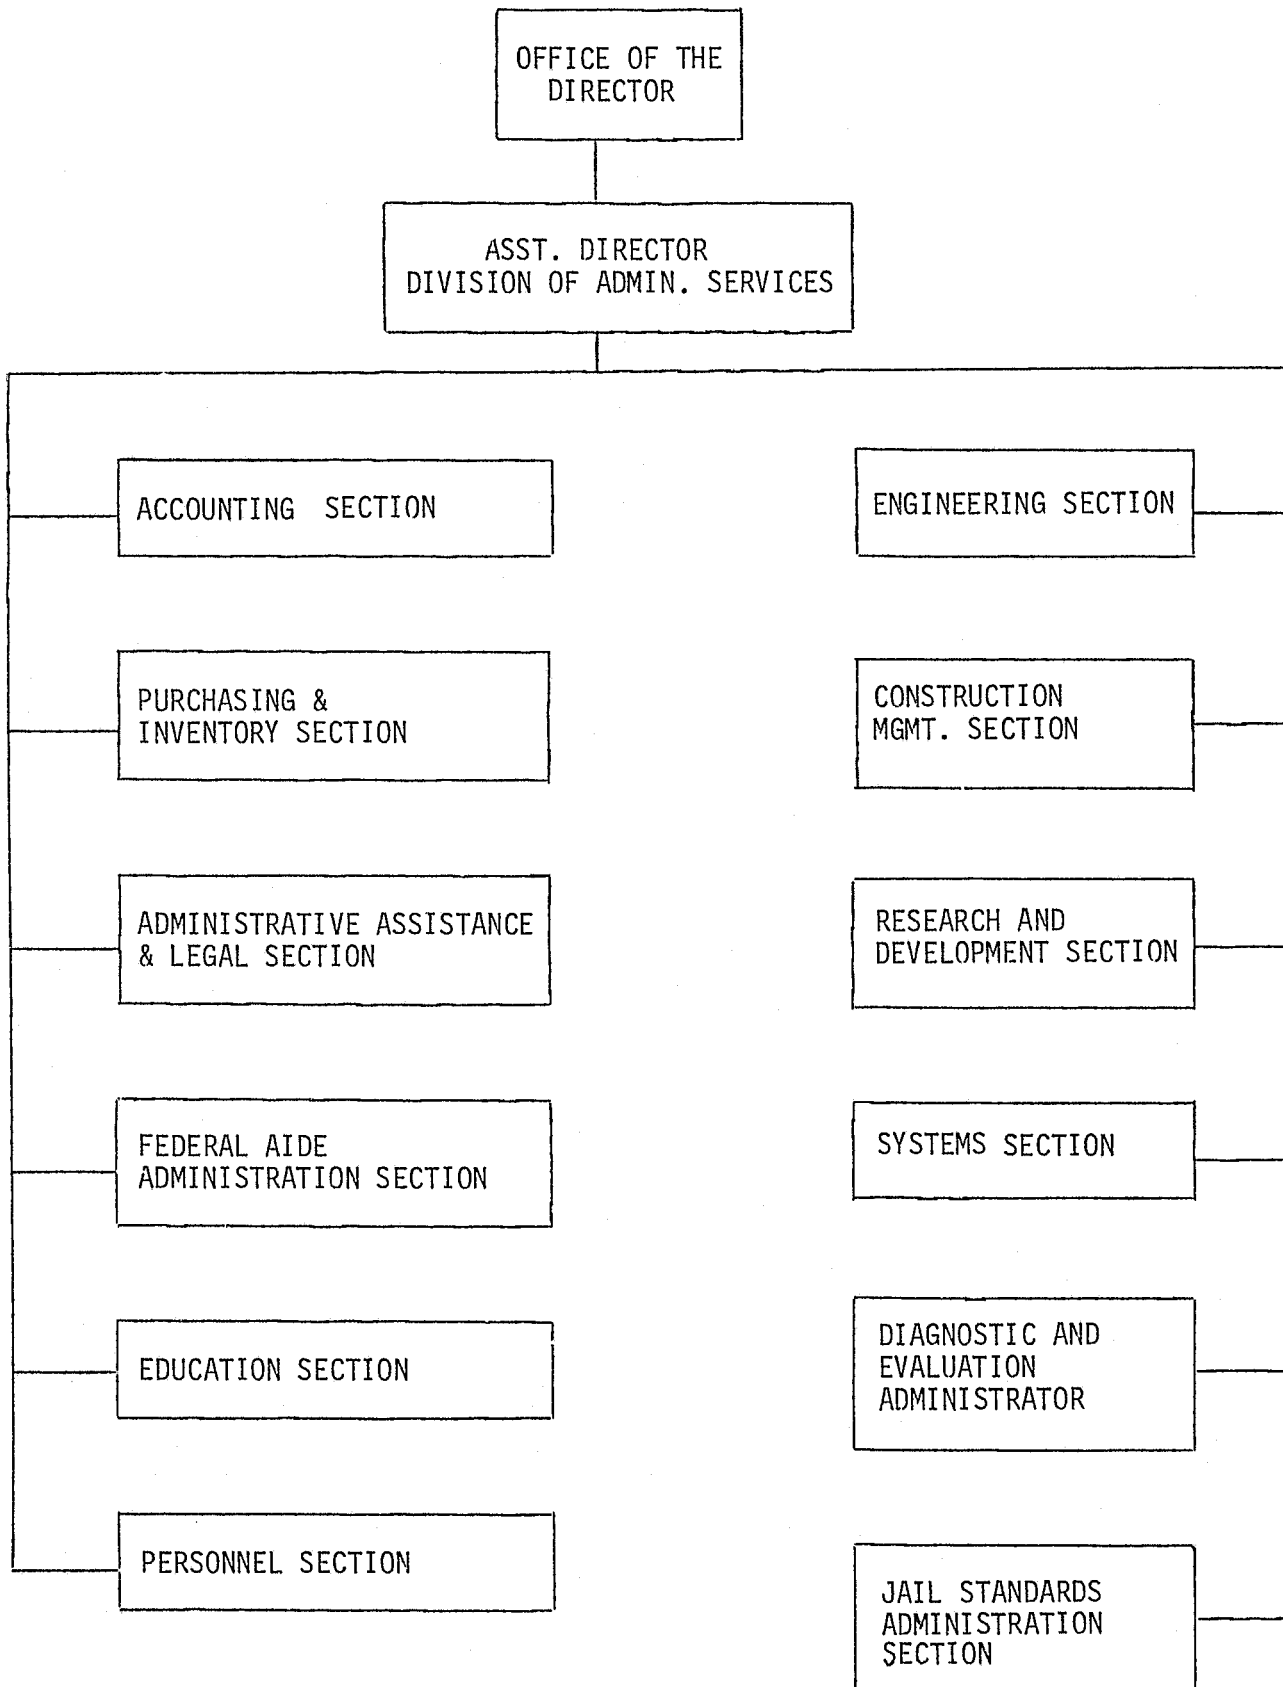 OFFICE OF THE
DIRECTOR
ASST. DIRECTOR
DIVISION OF ADMIN. SERVICES
ACCOUNTING SECTION
PURCHASING &
INVENTORY SECTION
ADMINISTRATIVE ASSISTANCE
& LEGAL SECTION
FEDERAL AIDE
ADMINISTRATION SECTION
EDUCATION SECTION
PERSONNEL SECTION
ENGINEERING SECTION
CONSTRUCTION
MGMT. SECTION
RESEARCH AND
DEVELOPMENT SECTION
SYSTEMS SECTION
DIAGNOSTIC AND
EVALUATION
ADMINISTRATOR
JAIL STANDARDS
ADMINISTRATION
SECTION